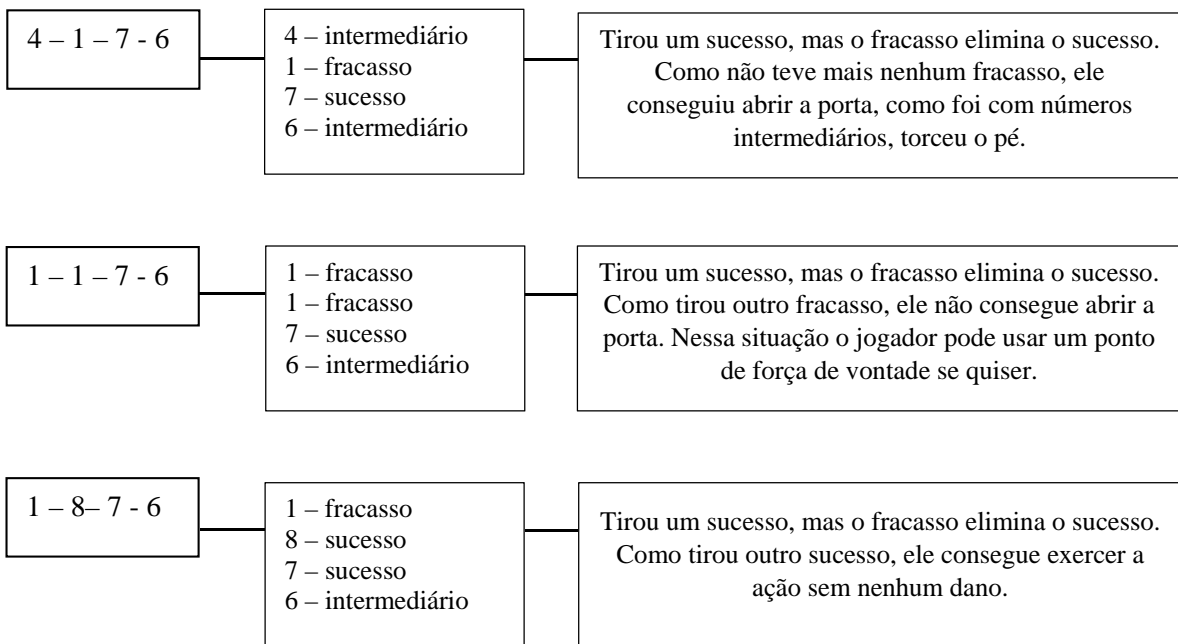 4 – 1 – 7 - 6
4 – intermediário
1 – fracasso
7 – sucesso
6 – intermediário
Tirou um sucesso, mas o fracasso elimina o sucesso.
Como não teve mais nenhum fracasso, ele
conseguiu abrir a porta, como foi com números
intermediários, torceu o pé.
1 – 1 – 7 - 6
1 – fracasso
1 – fracasso
7 – sucesso
6 – intermediário
Tirou um sucesso, mas o fracasso elimina o sucesso.
Como tirou outro fracasso, ele não consegue abrir a
porta. Nessa situação o jogador pode usar um ponto
de força de vontade se quiser.
1 – 8– 7 - 6
1 – fracasso
8 – sucesso
7 – sucesso
6 – intermediário
Tirou um sucesso, mas o fracasso elimina o sucesso.
Como tirou outro sucesso, ele consegue exercer a
ação sem nenhum dano.